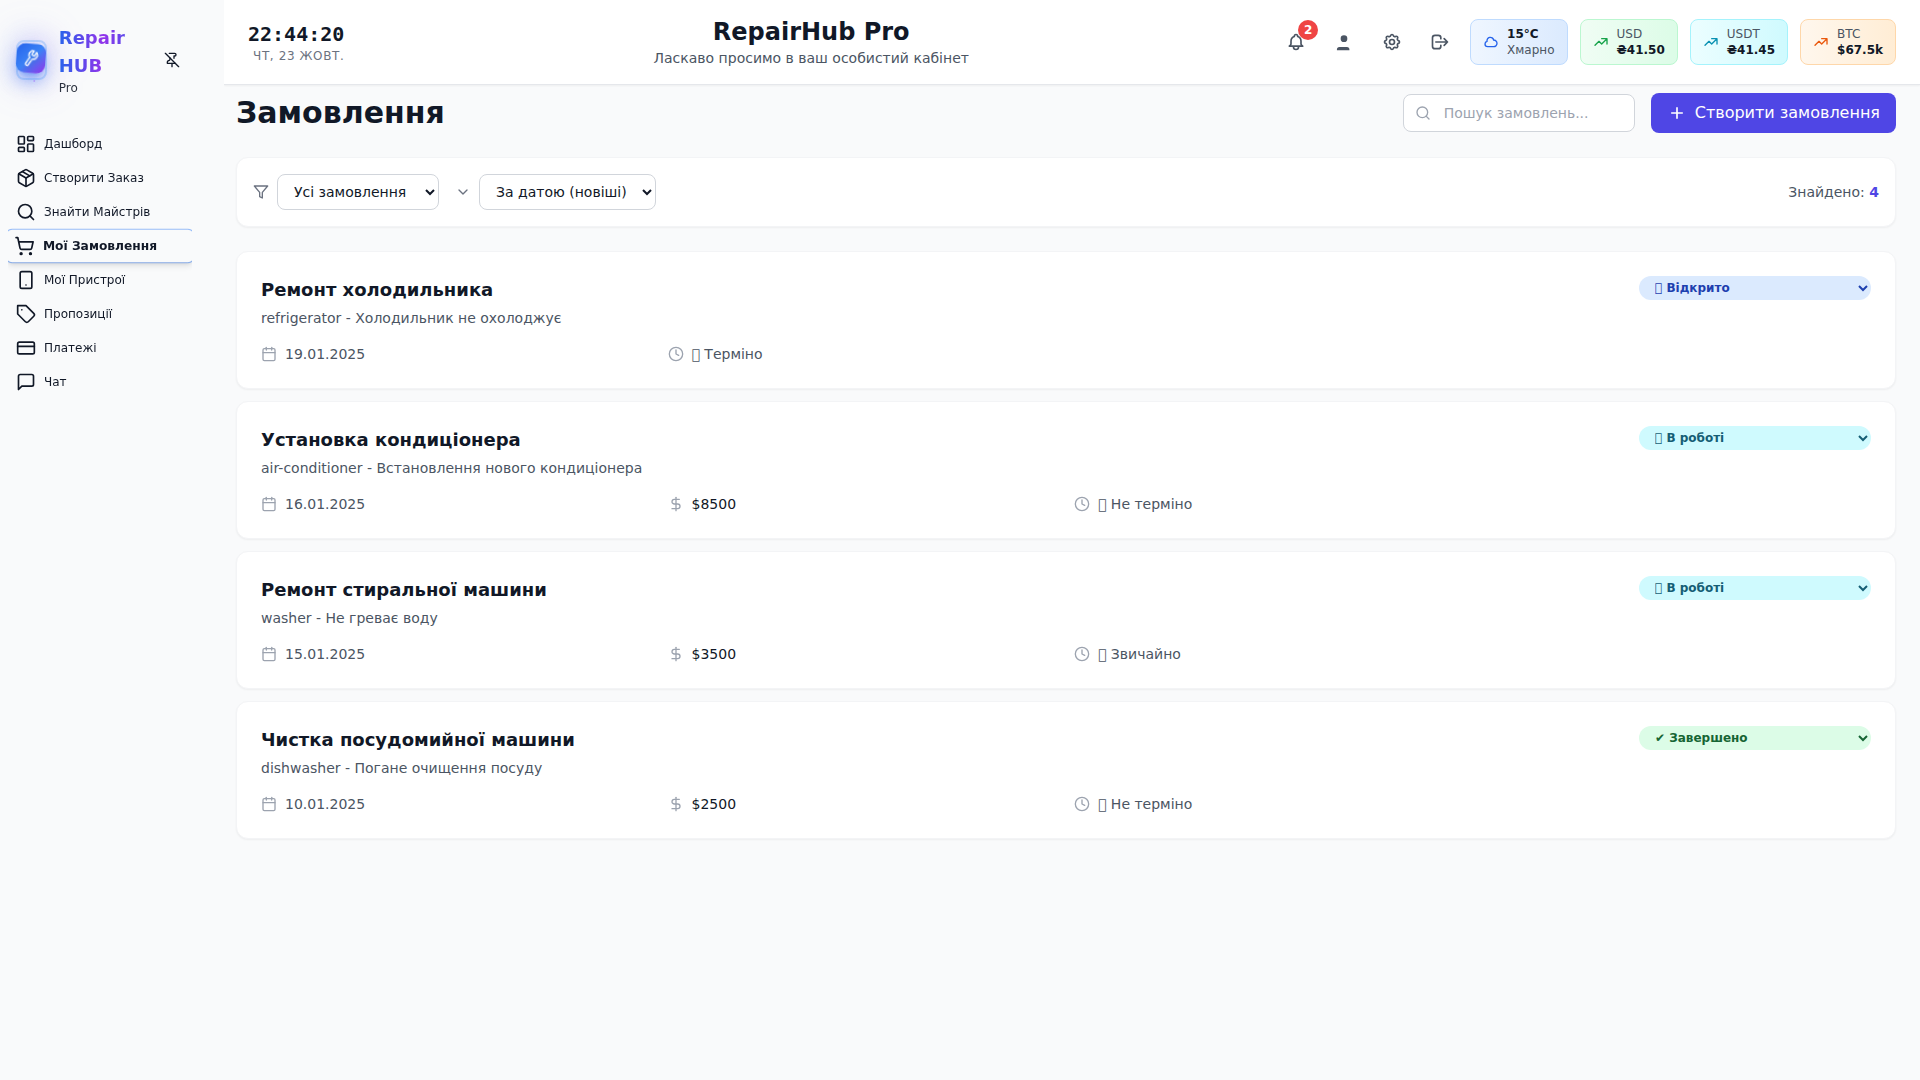 Repair
HUB
Pro
Дашборд
Створити Заказ
Знайти Майстрів
Мої Замовлення
Мої Пристрої
Пропозиції
Платежі
Чат
22:44:20
ЧТ, 23 ЖОВТ.
RepairHub Pro
Ласкаво просимо в ваш особистий кабінет
2
15°C
Хмарно
USD
₴41.50
USDT
₴41.45
BTC
$67.5k
Замовлення
Пошук замовлень...
Створити замовлення
Усі замовлення
За датою (новіші)
Знайдено: 4
Ремонт холодильника
Відкрито
refrigerator - Холодильник не охолоджує
19.01.2025
Терміно
Установка кондиціонера
В роботі
air-conditioner - Встановлення нового кондиціонера
16.01.2025
$8500
Не терміно
Ремонт стиральної машини
В роботі
washer - Не греває воду
15.01.2025
$3500
Звичайно
Чистка посудомийної машини
✔ Завершено
dishwasher - Погане очищення посуду
10.01.2025
$2500
Не терміно